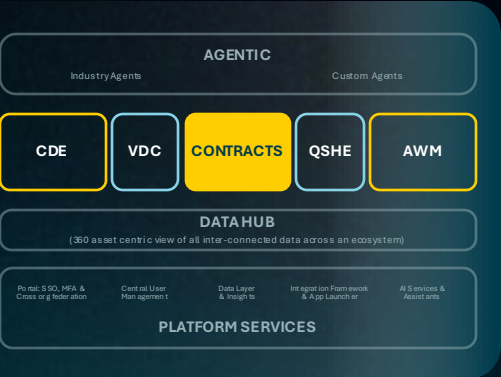 AGENTIC
Industry Agents
Custom Agents
CDE
VDC
CONTRACTS
QSHE
AWM
DATAHUB
(360 asset centric view of all inter-connected data across an ecosystem)
Portal: SSO, MFA &
Cross org federation
Central User
Management
Data Layer
& Insights
Integration Framework
& App Launcher
AI Services &
Assistants
PLATFORM SERVICES